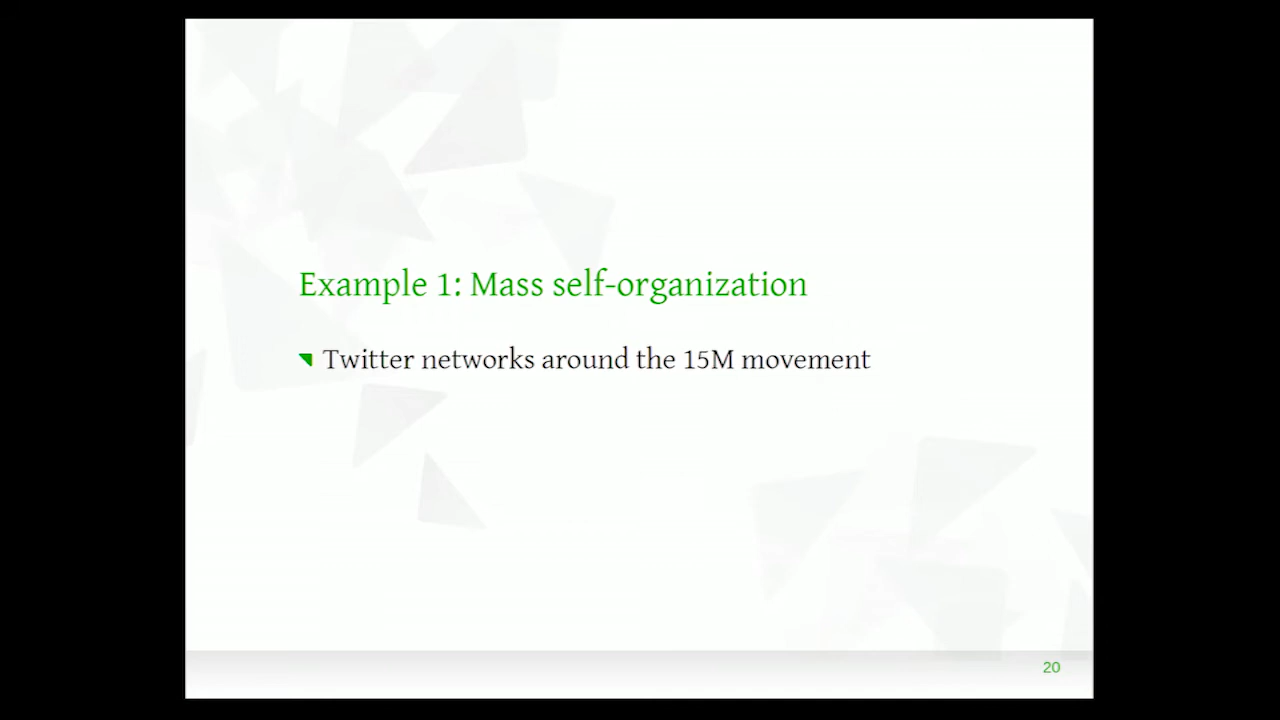 Example 1: Mass self-organization
Twitter networks around the 15M movement
20